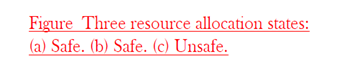 Figure Three resource allocation states:
(a) Safe. (b) Safe. (c) Unsafe.